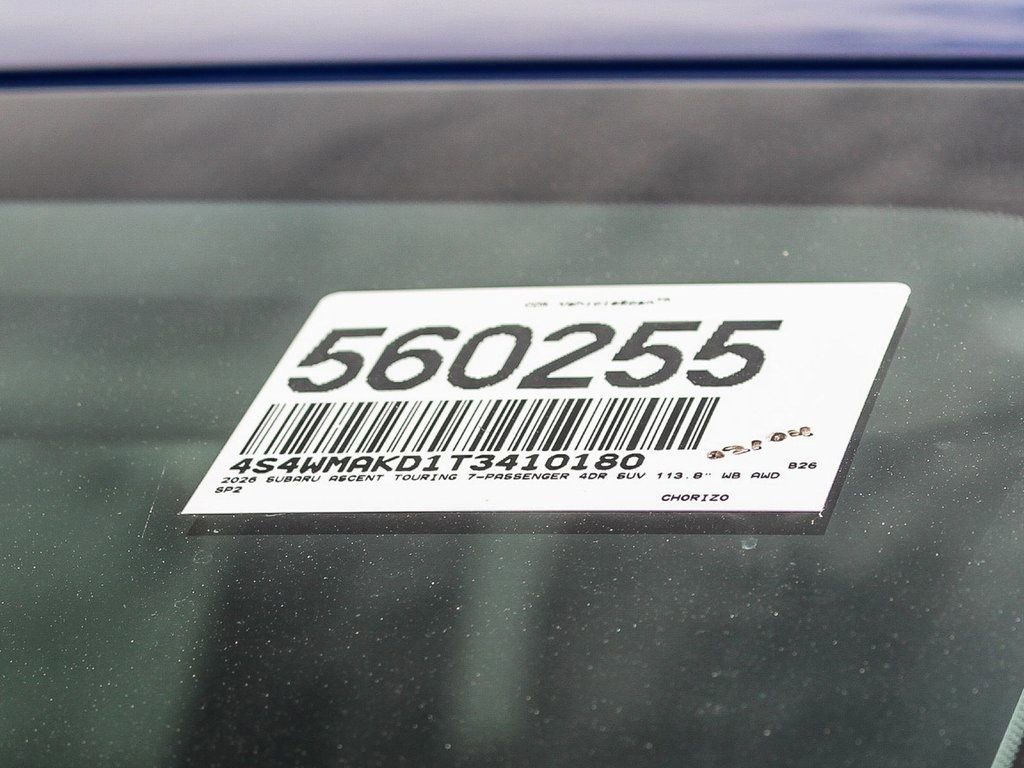 560255
4S4WMAKD1T3410180
2026 SUBARU ASCENT TOURING 7-PASSENGER 4DR SUV 113.8" WB AWD B26
SP2
CHORIZO